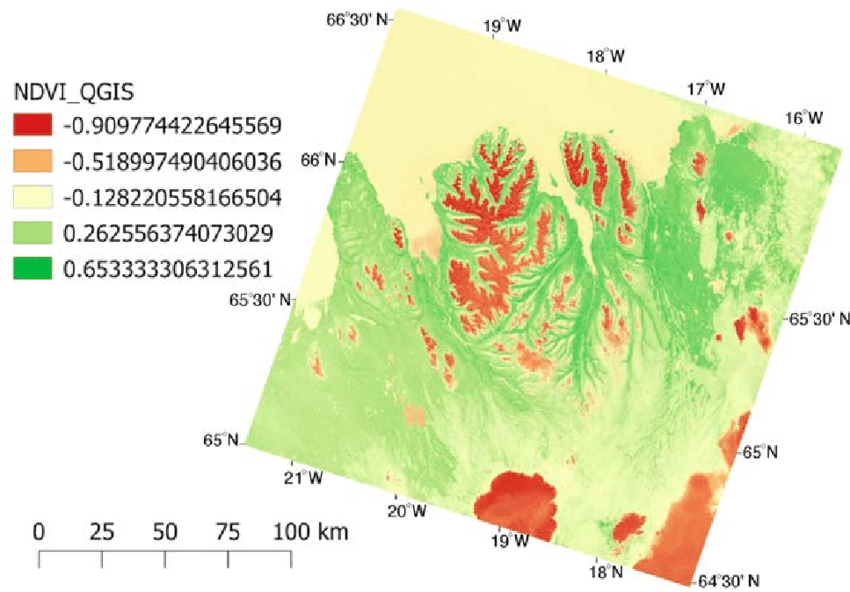 66°30' N
19°W
18°W
17°W
16°W
NDVI_QGIS
-0.909774422645569
-0.518997490406036
-0.128220558166504
0.262556374073029
0.653333306312561
66°N
65°30' N
65°30' N
65°N
65°N
21°W
20°W
19°W
18°N
64°30' N
0 25 50 75 100 km